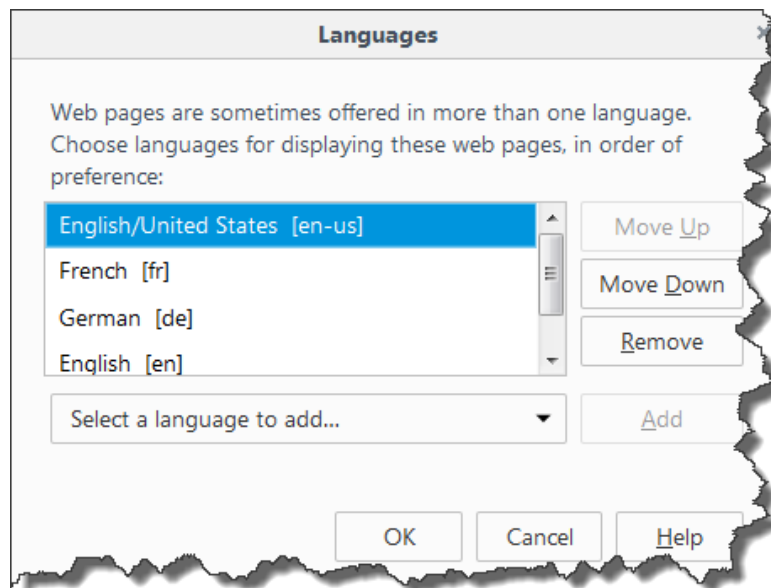 Languages
Web pages are sometimes offered in more than one language.
Choose languages for displaying these web pages, in order of
preference:
English/United States [en-us]
Move Up
French [fr]
Move Down
German [de]
Remove
English [en]
Select a language to add...
Add
OK
Cancel
Help